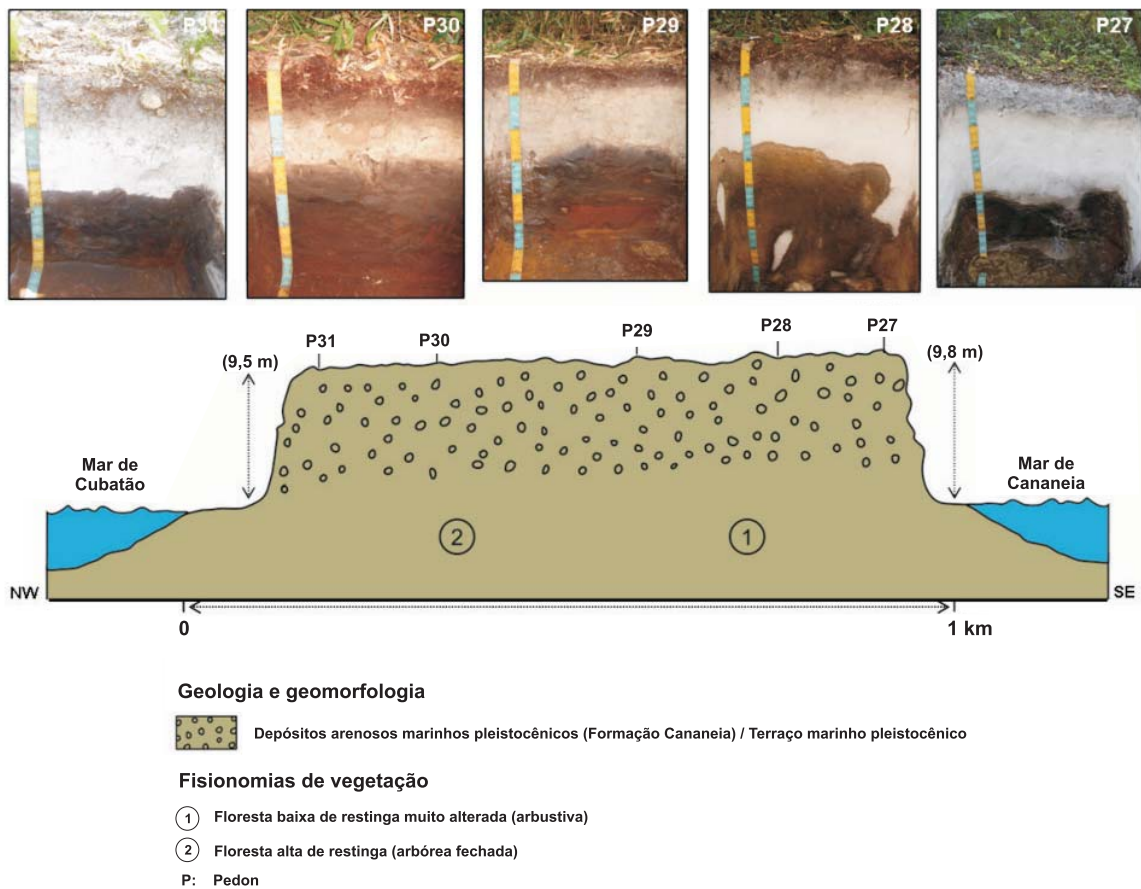 P31 P30 P29 P28 P27
P31 P30 P29 P28 P27
(9,5 m) (9,8 m)
Mar de
Cubatão
Mar de
Cananeia
2 1
NW SE
0 1 km
Geologia e geomorfologia
Depósitos arenosos marinhos pleistocênicos (Formação Cananeia) / Terraço marinho pleistocênico
Fisionomias de vegetação
1 Floresta baixa de restinga muito alterada (arbustiva)
2 Floresta alta de restinga (arbórea fechada)
P: Pedon